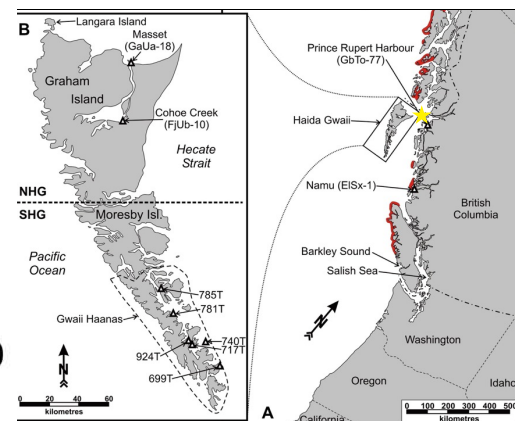 B
Langara Island
Masset
(GaUa-18)
Graham
Island
Cohoe Creek
(FjUb-10)
Hecate
Strait
NHG
SHG
Moresby Isl.
Pacific
Ocean
785T
781T
Gwaii Haanas
740T
717T
924T
699T
N
0 20 40 60
kilometres
Prince Rupert Harbour
(GbTo-77)
Haida Gwaii
Namu (ElSx-1)
British
Columbia
Barkley Sound
Salish Sea
N
Washington
Oregon
Idaho
A
California
0 100 200 300 400 500
kilometres